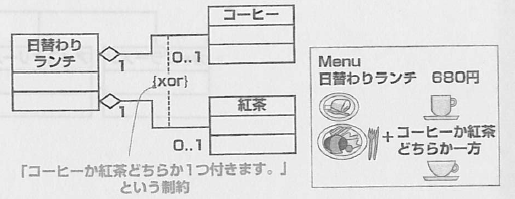 日替わり
ランチ
コーヒー
紅茶
1
0..1
{xor}
1
0..1
「コーヒーか紅茶どちらか1つ付きます。」
という制約
Menu
日替わりランチ 680円
+コーヒーか紅茶
どちらか一方